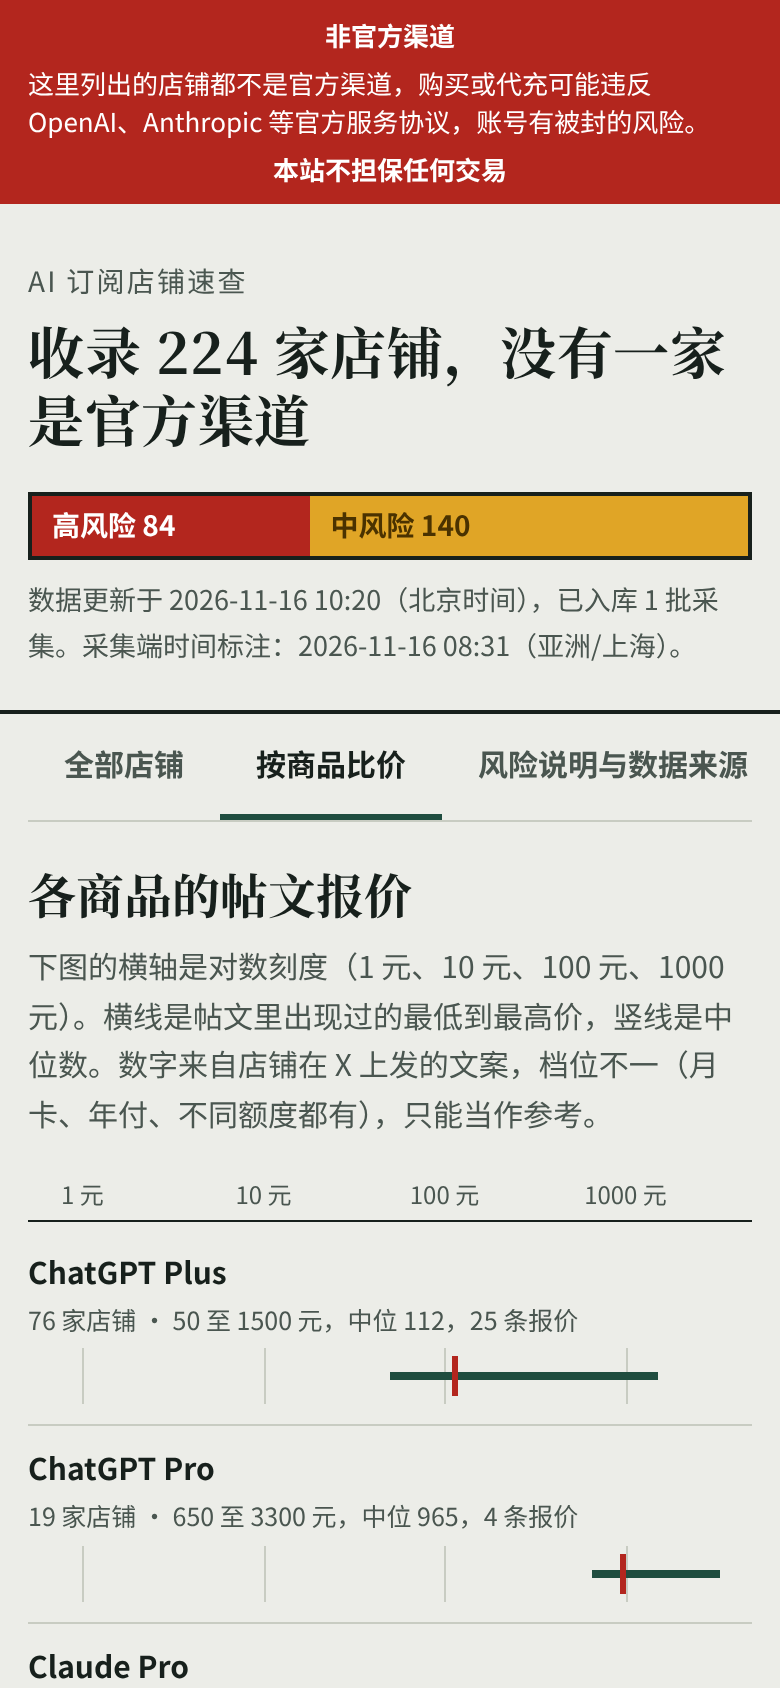 非官方渠道
这里列出的店铺都不是官方渠道，购买或代充可能违反
OpenAI、Anthropic 等官方服务协议，账号有被封的风险。
本站不担保任何交易
AI 订阅店铺速查
收录 224 家店铺，没有一家
是官方渠道
高风险 84
中风险 140
数据更新于 2026-11-16 10:20（北京时间），已入库 1 批采
集。采集端时间标注：2026-11-16 08:31（亚洲/上海）。
全部店铺
按商品比价
风险说明与数据来源
各商品的帖文报价
下图的横轴是对数刻度（1 元、10 元、100 元、1000
元）。横线是帖文里出现过的最低到最高价，竖线是中
位数。数字来自店铺在 X 上发的文案，档位不一（月
卡、年付、不同额度都有），只能当作参考。
1 元
10 元
100 元
1000 元
ChatGPT Plus
76 家店铺 · 50 至 1500 元，中位 112，25 条报价
ChatGPT Pro
19 家店铺 · 650 至 3300 元，中位 965，4 条报价
Claude Pro